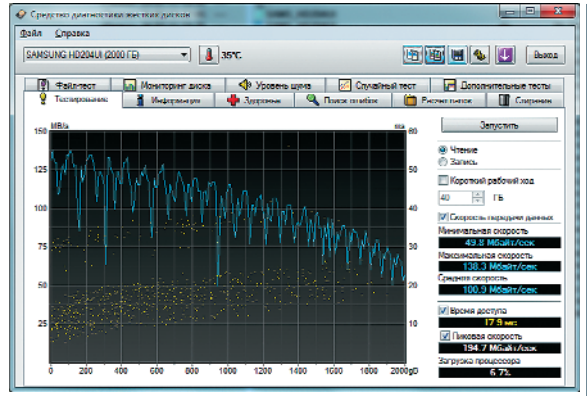 Средство диагностики жестких дисков
Файл Справка
SAMSUNG HD204UI (2000 ГБ) 35°C Выход
Файл-тест Мониторинг диска Уровень шума Случайный тест Дополнительные тесты
Тестирование Информация Здоровье Поиск ошибок Расчет папок Стирание
150 MB/s ms 60
125 50
100 40
75 30
50 20
25 10
0 200 400 600 800 1000 1200 1400 1600 1800 2000gB
Запустить
Чтение
Запись
Короткий рабочий ход
40 ГБ
Скорость передачи данных
Минимальная скорость
49.8 Мбайт/сек
Максимальная скорость
138.3 Мбайт/сек
Средняя скорость
100.9 Мбайт/сек
Время доступа
17.9 мс
Пиковая скорость
194.7 Мбайт/сек
Загрузка процессора
6.7%